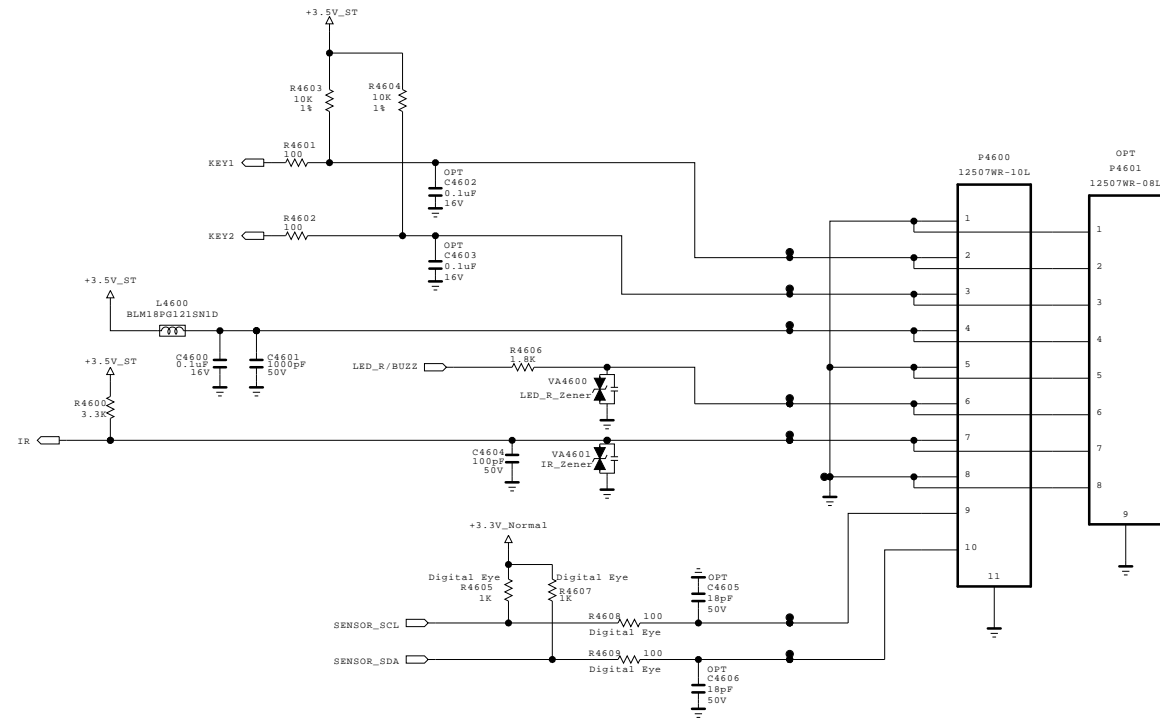 +3.5V_ST
R4603
10K
1%
R4604
10K
1%
R4601
100
KEY1
OPT
C4602
0.1uF
16V
R4602
100
KEY2
OPT
C4603
0.1uF
16V
+3.5V_ST
L4600
BLM18PG121SN1D
C4600
0.1uF
16V
C4601
1000pF
50V
+3.5V_ST
R4600
3.3K
IR
LED_R/BUZZ
R4606
1.8K
VA4600
LED_R_Zener
C4604
100pF
50V
VA4601
IR_Zener
+3.3V_Normal
Digital Eye
R4605
1K
Digital Eye
R4607
1K
SENSOR_SCL
R4608 100
Digital Eye
OPT
C4605
18pF
50V
SENSOR_SDA
R4609 100
Digital Eye
OPT
C4606
18pF
50V
P4600
12507WR-10L
1
2
3
4
5
6
7
8
9
10
11
OPT
P4601
12507WR-08L
1
2
3
4
5
6
7
8
9